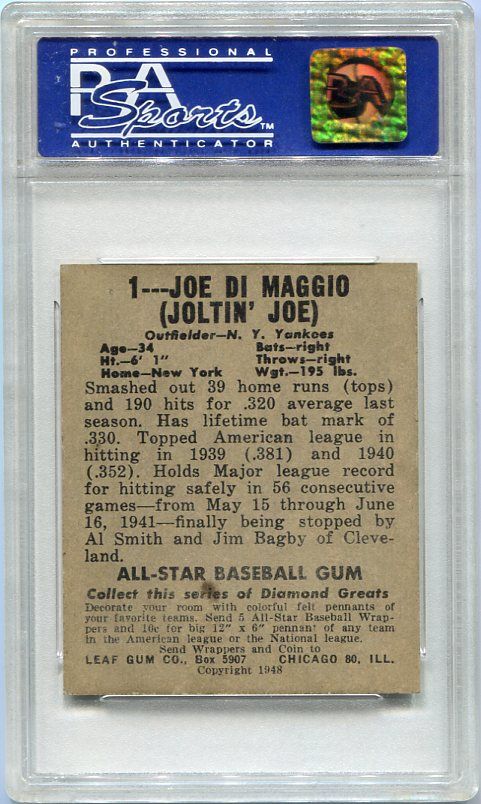 PROFESSIONAL
PSA
Sports™
AUTHENTICATOR
PSA
1---JOE DI MAGGIO
(JOLTIN' JOE)
Outfielder—N. Y. Yankees
Age—34 Bats—right
Ht.—6' 1" Throws—right
Home—New York Wgt.—195 lbs.
Smashed out 39 home runs (tops)
and 190 hits for .320 average last
season. Has lifetime bat mark of
.330. Topped American league in
hitting in 1939 (.381) and 1940
(.352). Holds Major league record
for hitting safely in 56 consecutive
games—from May 15 through June
16, 1941—finally being stopped by
Al Smith and Jim Bagby of Cleve-
land.
ALL-STAR BASEBALL GUM
Collect this series of Diamond Greats
Decorate your room with colorful felt pennants of
your favorite teams. Send 5 All-Star Baseball Wrap-
pers and 10c for big 12" x 6" pennant of any team
in the American league or the National league.
Send Wrappers and Coin to
LEAF GUM CO., Box 5907 CHICAGO 80, ILL.
Copyright 1948